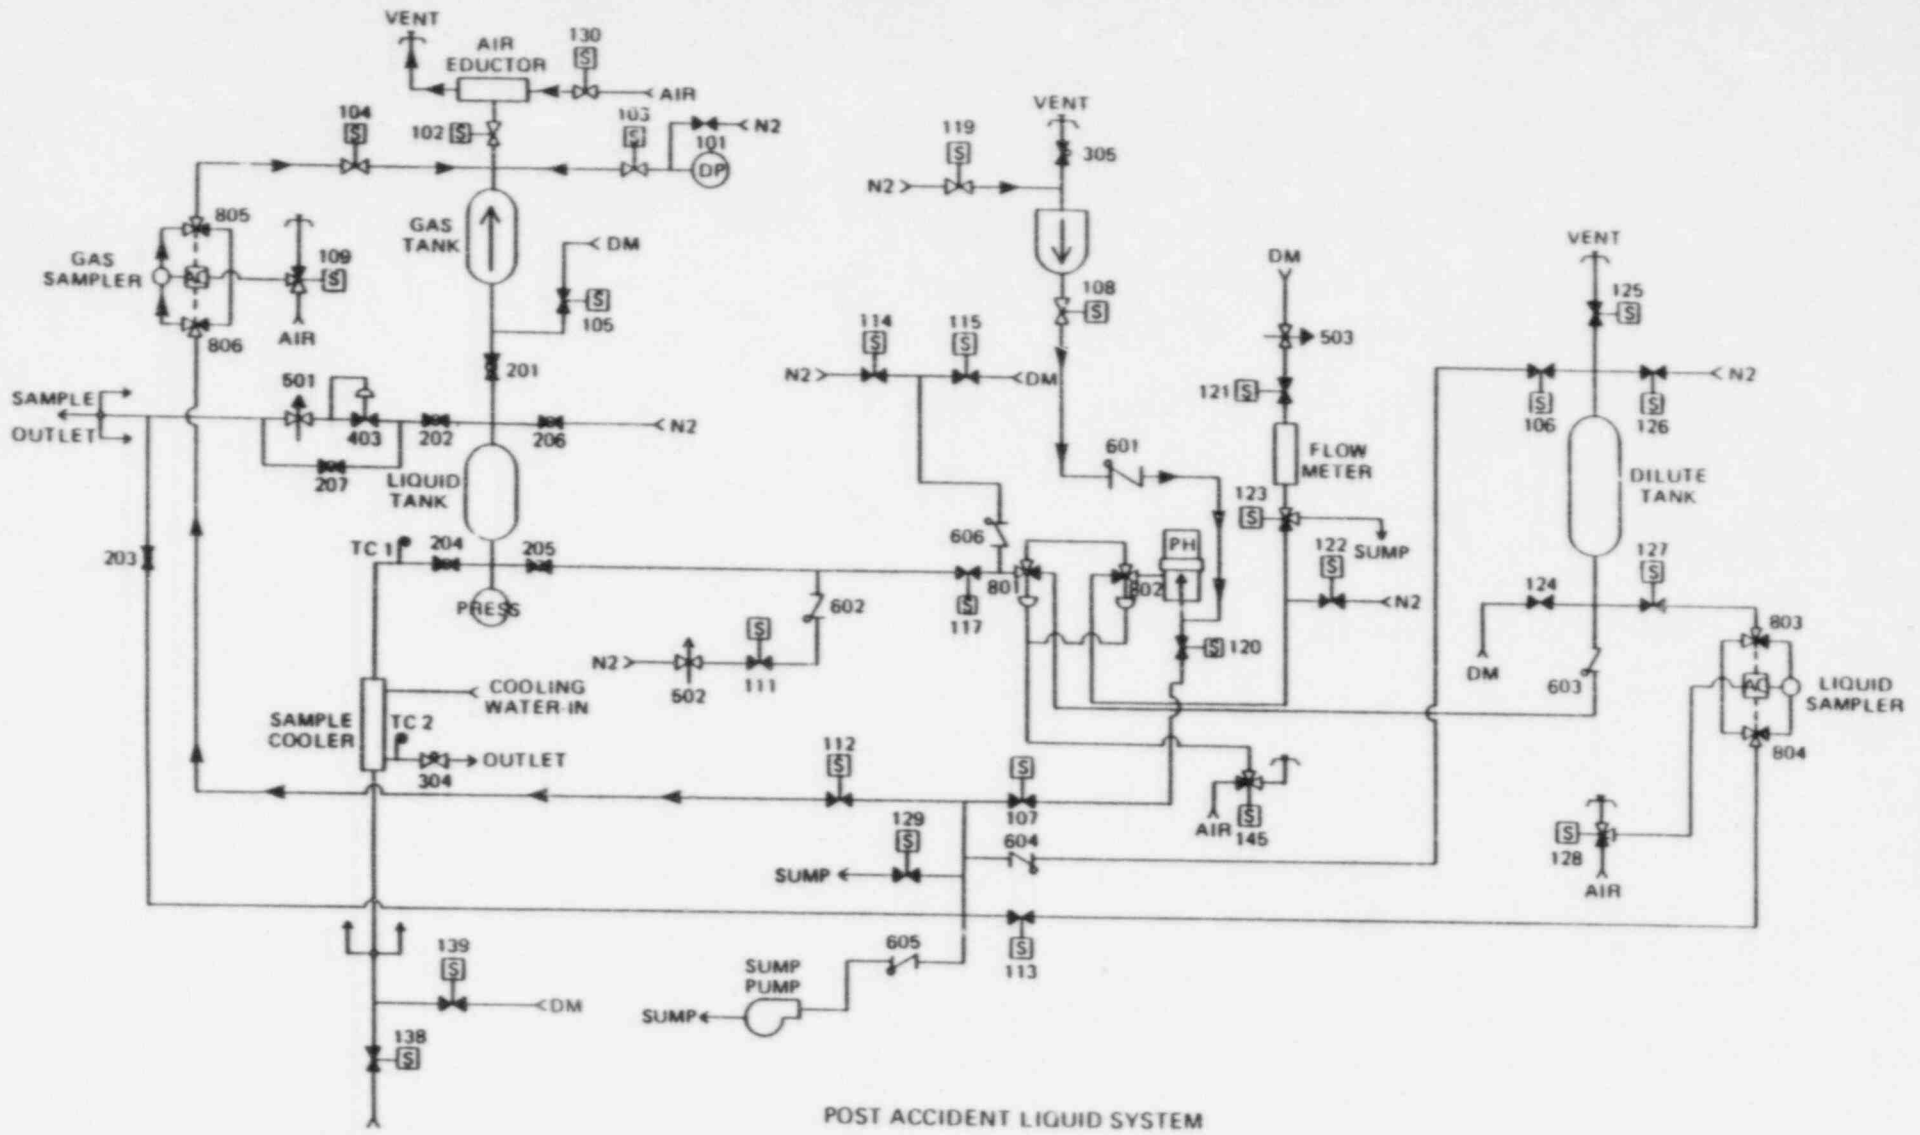 VENT
AIR
EDUCTOR
130
S
AIR
104
S
102 S
103
S
101
N2
DP
805
GAS
SAMPLER
109
S
AIR
806
GAS
TANK
DM
S
105
201
SAMPLE
OUTLET
501
403
202
206
N2
207
LIQUID
TANK
203
TC 1
204
205
PRESS
602
S
N2
502
111
COOLING
WATER-IN
SAMPLE
COOLER
TC 2
OUTLET
304
112
S
129
S
SUMP
139
S
DM
138
S
SUMP
PUMP
SUMP
605
VENT
305
119
S
N2
108
S
114
S
115
S
N2
DM
601
606
801
802
PH
S
117
S 120
S
107
604
AIR
S
145
S
113
DM
503
121 S
FLOW
METER
123
S
SUMP
122
S
N2
VENT
125
S
N2
S
106
S
126
DILUTE
TANK
127
S
124
DM
603
803
LIQUID
SAMPLER
804
S
128
AIR
POST ACCIDENT LIQUID SYSTEM